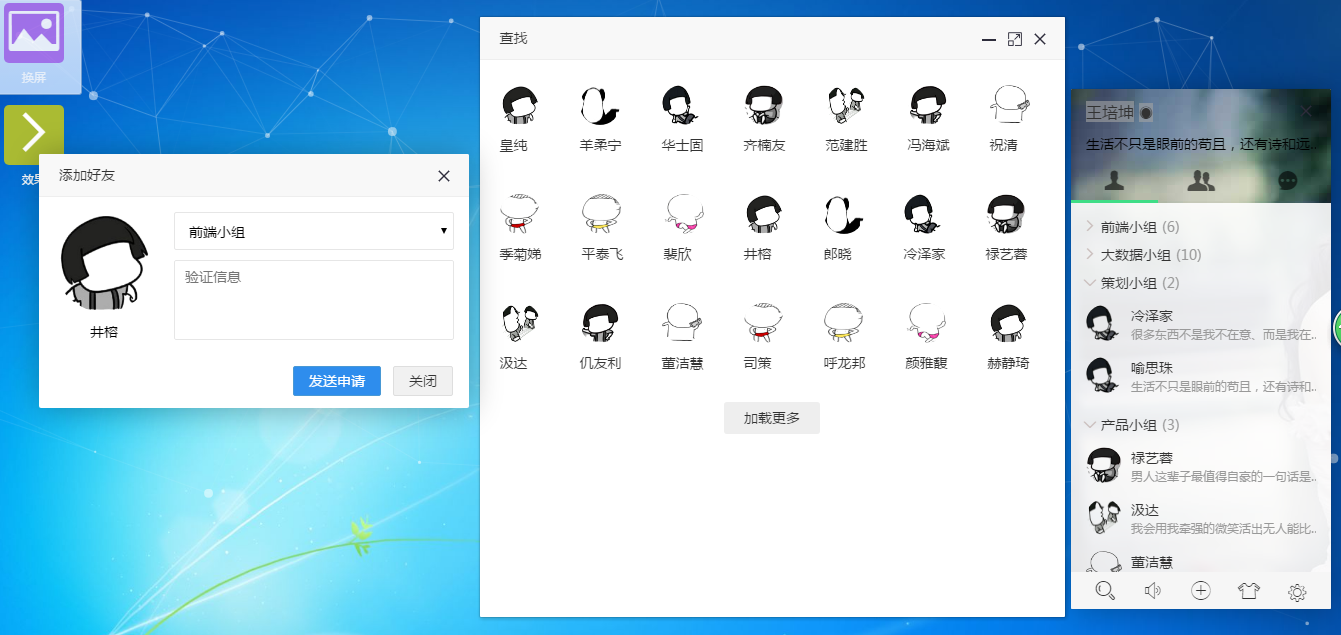 换屏
效果
添加好友
前端小组
验证信息
井榕
发送申请 关闭
查找
皇纯 羊柔宁 华士固 齐楠友 范建胜 冯海斌 祝清
季菊娣 平泰飞 裴欣 井榕 郎晓 冷泽家 禄艺蓉
汲达 仉友利 董洁慧 司策 呼龙邦 颜雅馥 赫静琦
加载更多
王培坤
生活不只是眼前的苟且，还有诗和远..
前端小组 (6)
大数据小组 (10)
策划小组 (2)
冷泽家
很多东西不是我不在意、而是我在..
喻思珠
生活不只是眼前的苟且，还有诗和..
产品小组 (3)
禄艺蓉
男人这辈子最值得自豪的一句话是..
汲达
我会用我牵强的微笑活出无人能比..
董洁慧